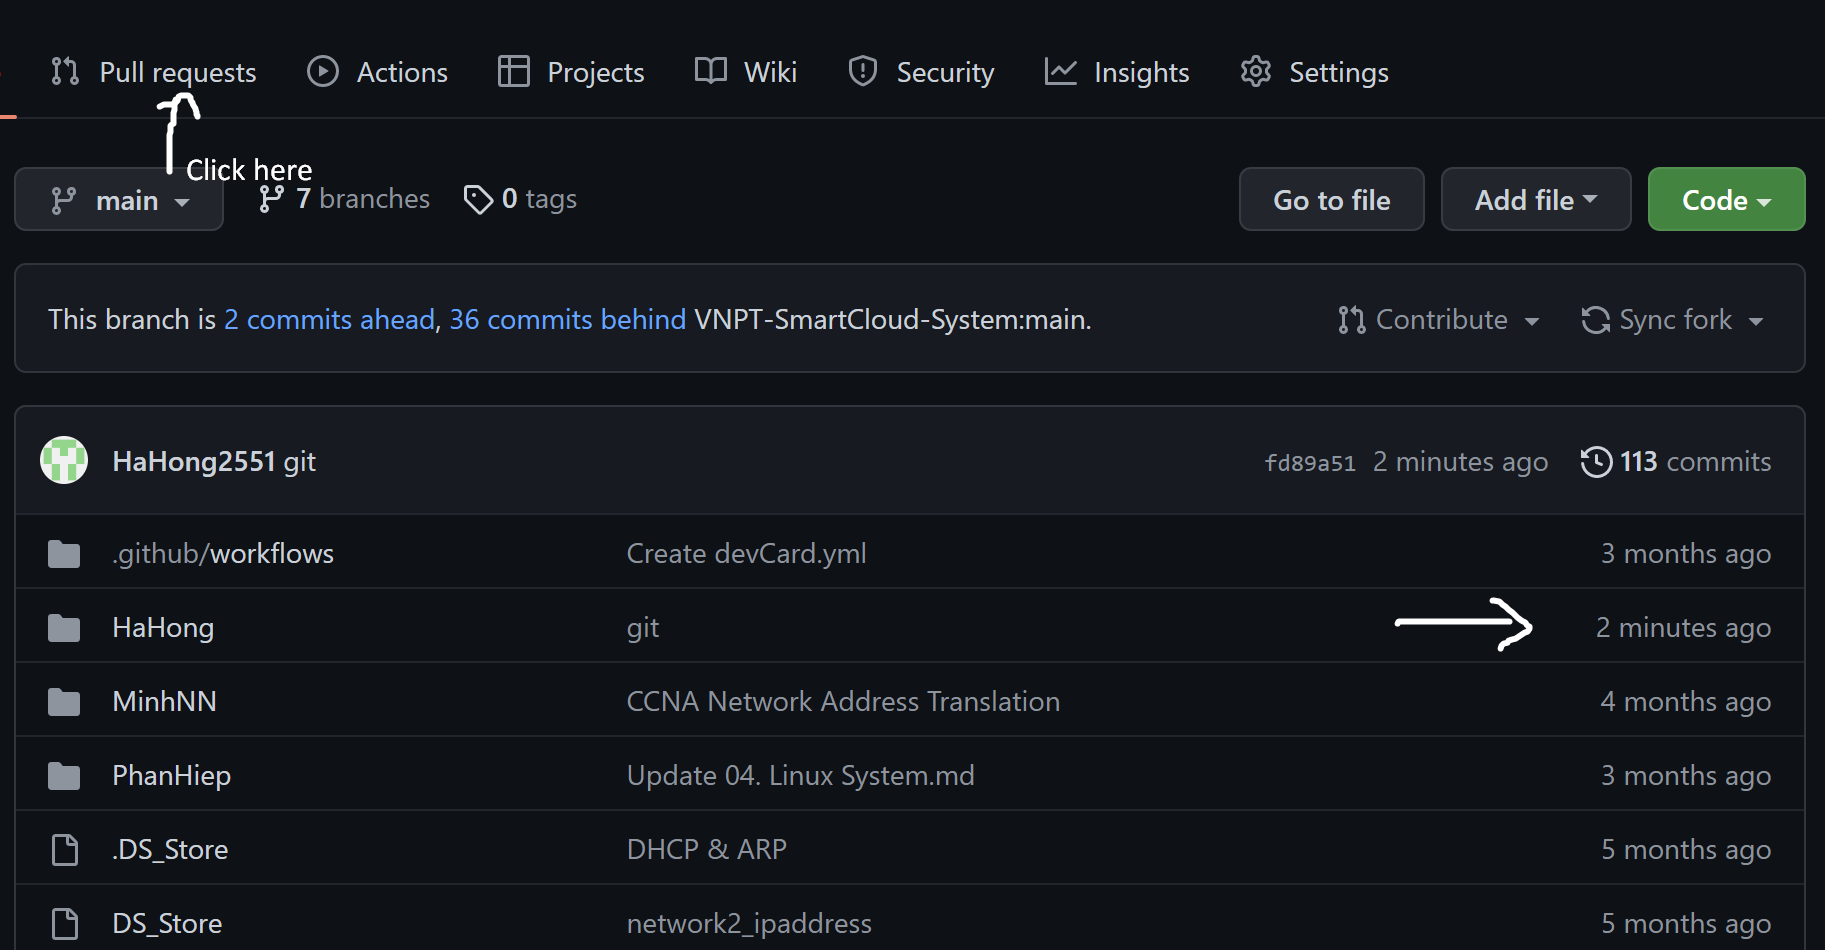 Pull requests Actions Projects Wiki Security Insights Settings
Click here
main 7 branches 0 tags Go to file Add file Code
This branch is 2 commits ahead, 36 commits behind VNPT-SmartCloud-System:main. Contribute Sync fork
HaHong2551 git fd89a51 2 minutes ago 113 commits
.github/workflows Create devCard.yml 3 months ago
HaHong git 2 minutes ago
MinhNN CCNA Network Address Translation 4 months ago
PhanHiep Update 04. Linux System.md 3 months ago
.DS_Store DHCP & ARP 5 months ago
DS_Store network2_ipaddress 5 months ago